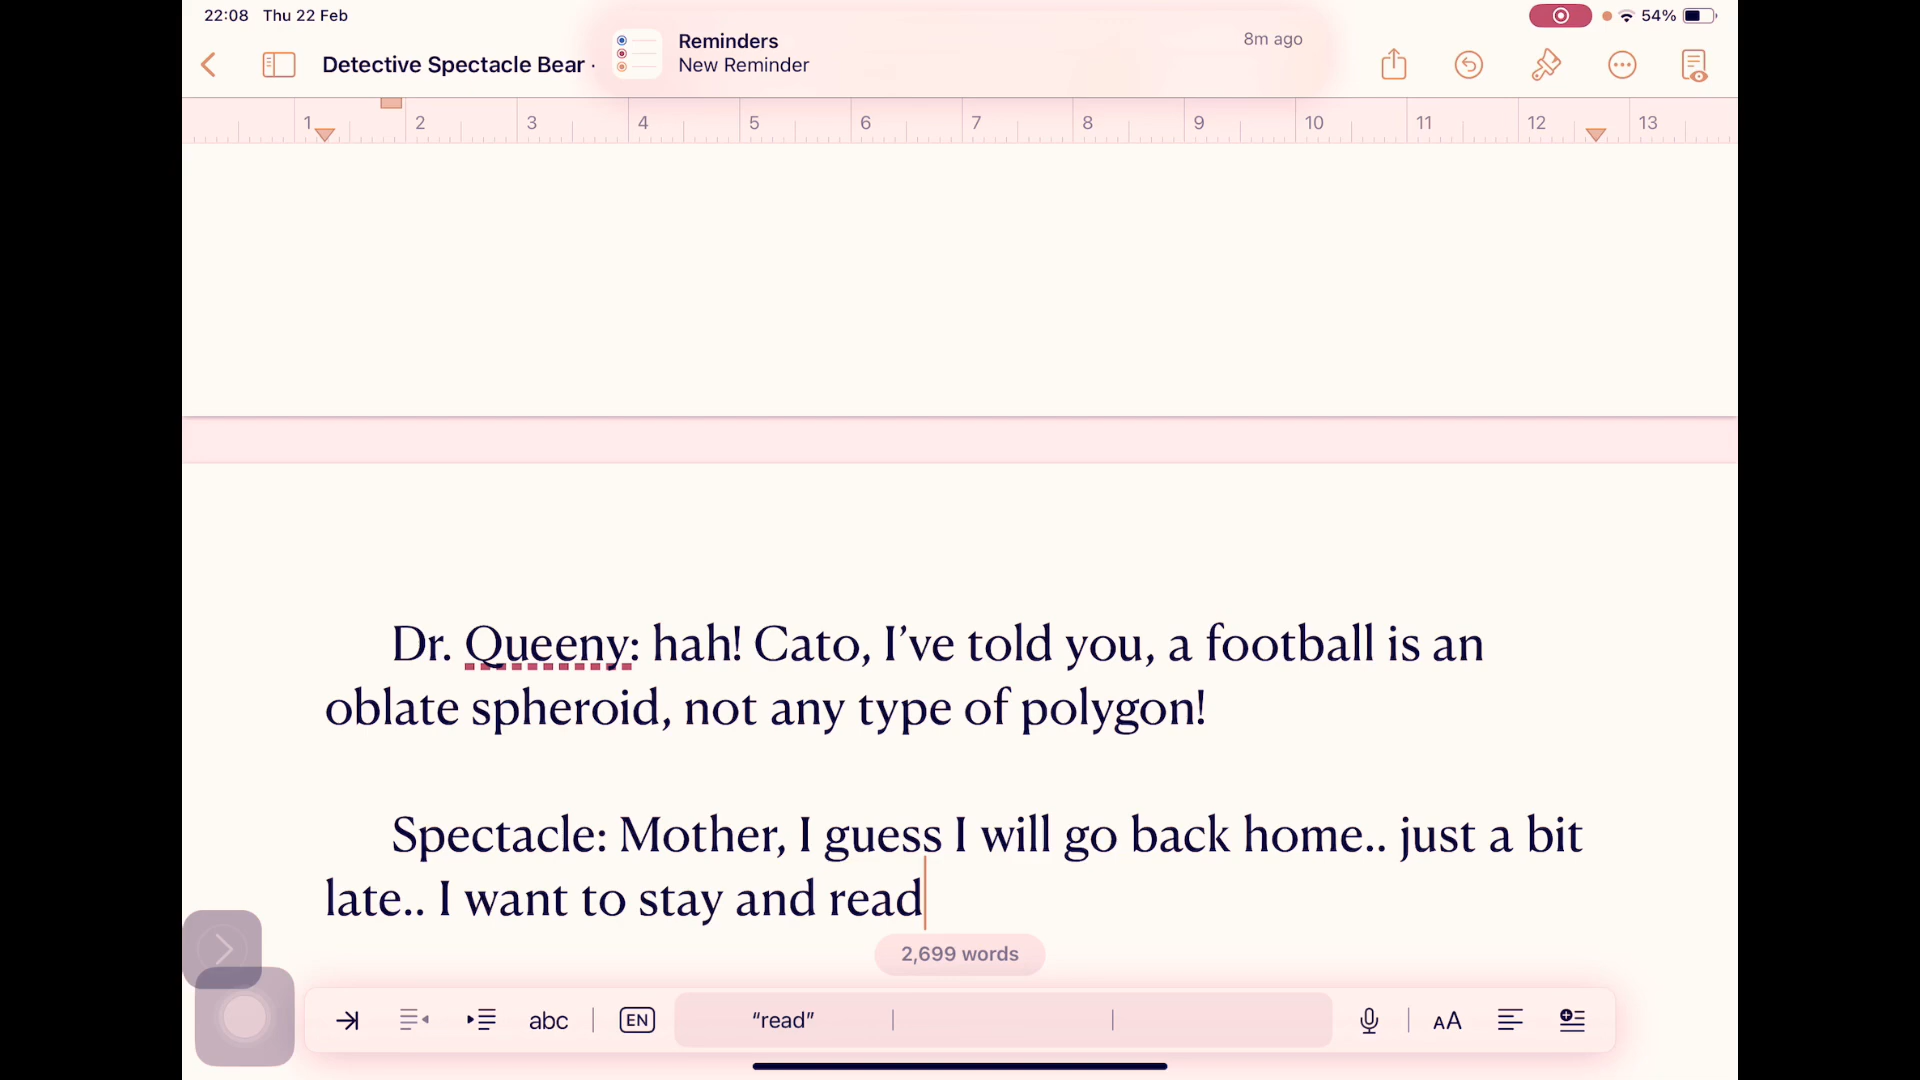 22:08 Thu 22 Feb
54%
Detective Spectacle Bear ·
Reminders
8m ago
New Reminder
1 2 3 4 5 6 7 8 9 10 11 12 13
Dr. Queeny: hah! Cato, I’ve told you, a football is an
oblate spheroid, not any type of polygon!
Spectacle: Mother, I guess I will go back home.. just a bit
late.. I want to stay and read
2,699 words
abc EN “read” AA